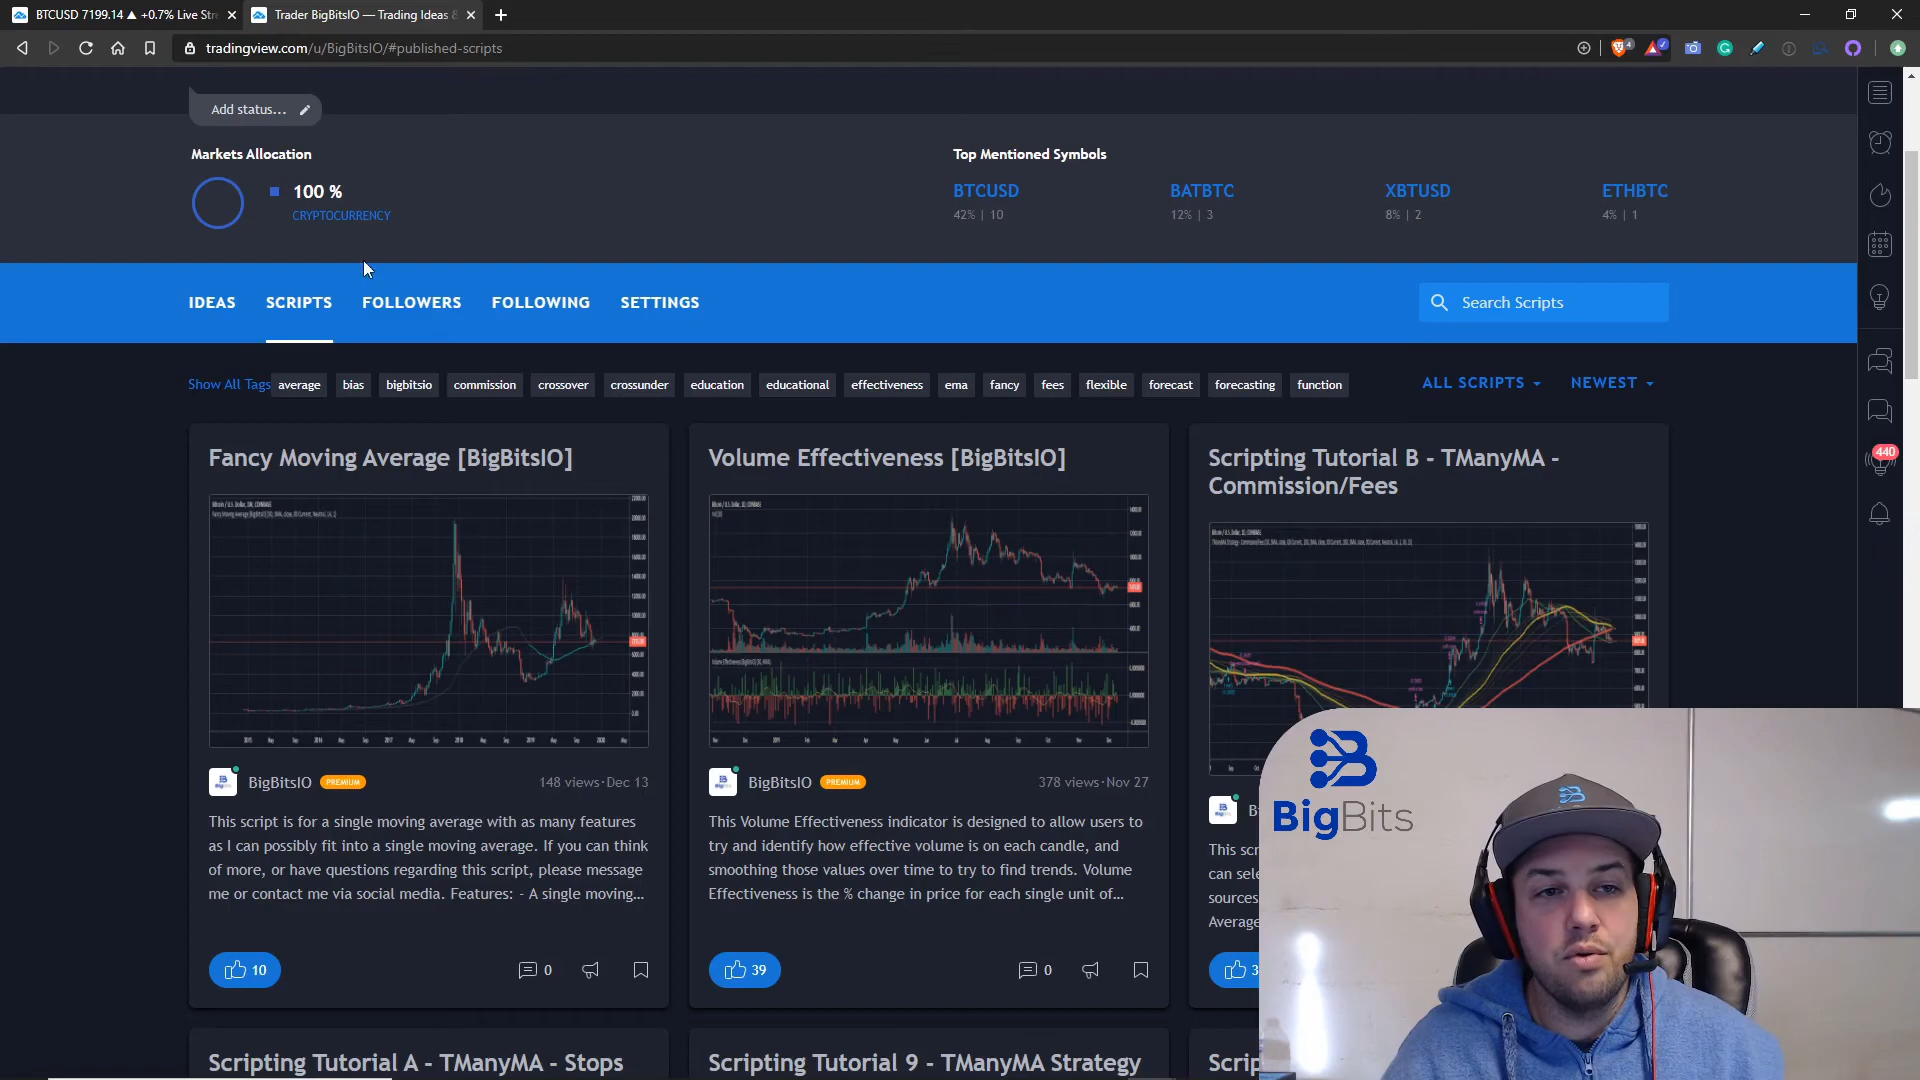 BTCUSD 7199.14 ▲ +0.7% Live Str
Trader BigBitsIO — Trading Ideas &
tradingview.com/u/BigBitsIO/#published-scripts
Add status...
Markets Allocation
100 %
CRYPTOCURRENCY
Top Mentioned Symbols
BTCUSD
BATBTC
XBTUSD
ETHBTC
42% | 10
12% | 3
8% | 2
4% | 1
IDEAS SCRIPTS FOLLOWERS FOLLOWING SETTINGS
Search Scripts
Show All Tags average bias bigbitsio commission crossover crossunder education educational effectiveness ema fancy fees flexible forecast forecasting function
ALL SCRIPTS NEWEST
440
Fancy Moving Average [BigBitsIO]
BigBitsIO PREMIUM 148 views·Dec 13
This script is for a single moving average with as many features
as I can possibly fit into a single moving average. If you can think
of more, or have questions regarding this script, please message
me or contact me via social media. Features: - A single moving...
10
0
Volume Effectiveness [BigBitsIO]
BigBitsIO PREMIUM 378 views·Nov 27
This Volume Effectiveness indicator is designed to allow users to
try and identify how effective volume is on each candle, and
smoothing those values over time to try to find trends. Volume
Effectiveness is the % change in price for each single unit of...
39
0
Scripting Tutorial B - TManyMA -
Commission/Fees
This scr
can sele
sources
Average
BigBits
Scripting Tutorial A - TManyMA - Stops
Scripting Tutorial 9 - TManyMA Strategy
Scrip